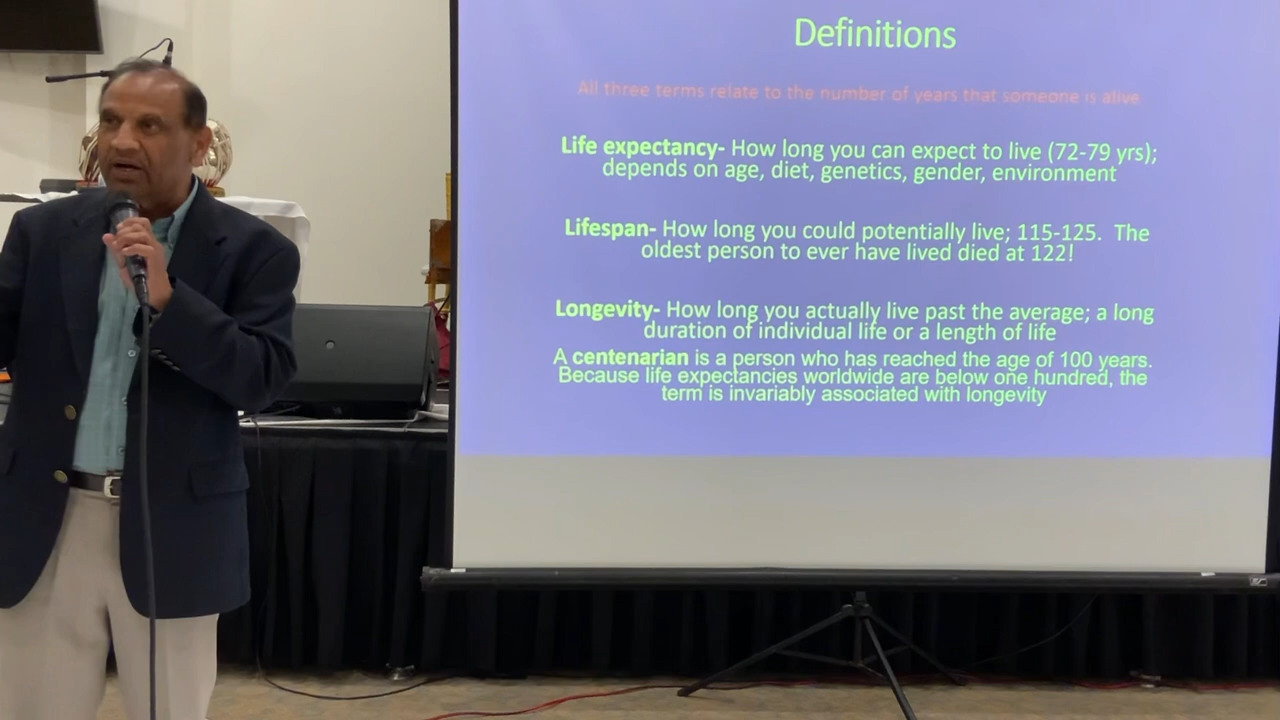 Definitions
All three terms relate to the number of years that someone is alive
Life expectancy- How long you can expect to live (72-79 yrs);
depends on age, diet, genetics, gender, environment
Lifespan- How long you could potentially live; 115-125. The
oldest person to ever have lived died at 122!
Longevity- How long you actually live past the average; a long
duration of individual life or a length of life
A centenarian is a person who has reached the age of 100 years.
Because life expectancies worldwide are below one hundred, the
term is invariably associated with longevity